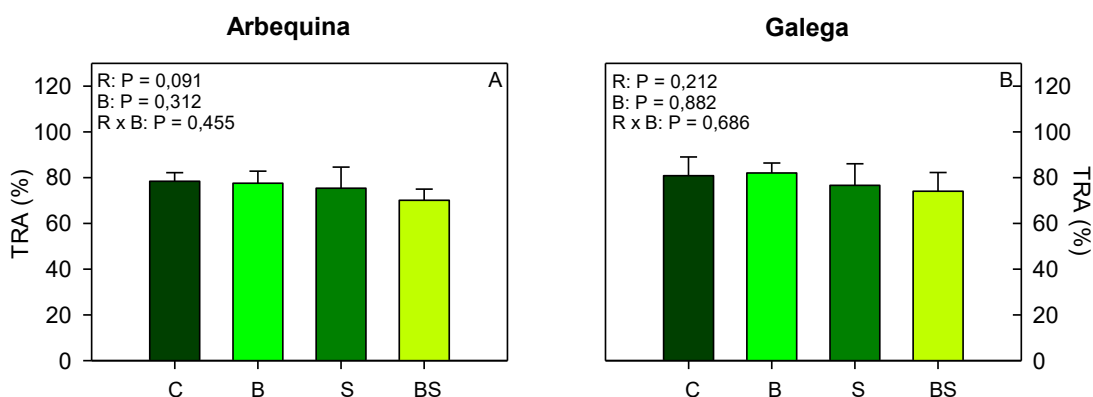 Arbequina
Galega
R: P = 0,091
B: P = 0,312
R x B: P = 0,455
A
TRA (%)
120
100
80
60
40
20
0
C B S BS
R: P = 0,212
B: P = 0,882
R x B: P = 0,686
B
120
100
80
60
40
20
0
TRA (%)
C B S BS